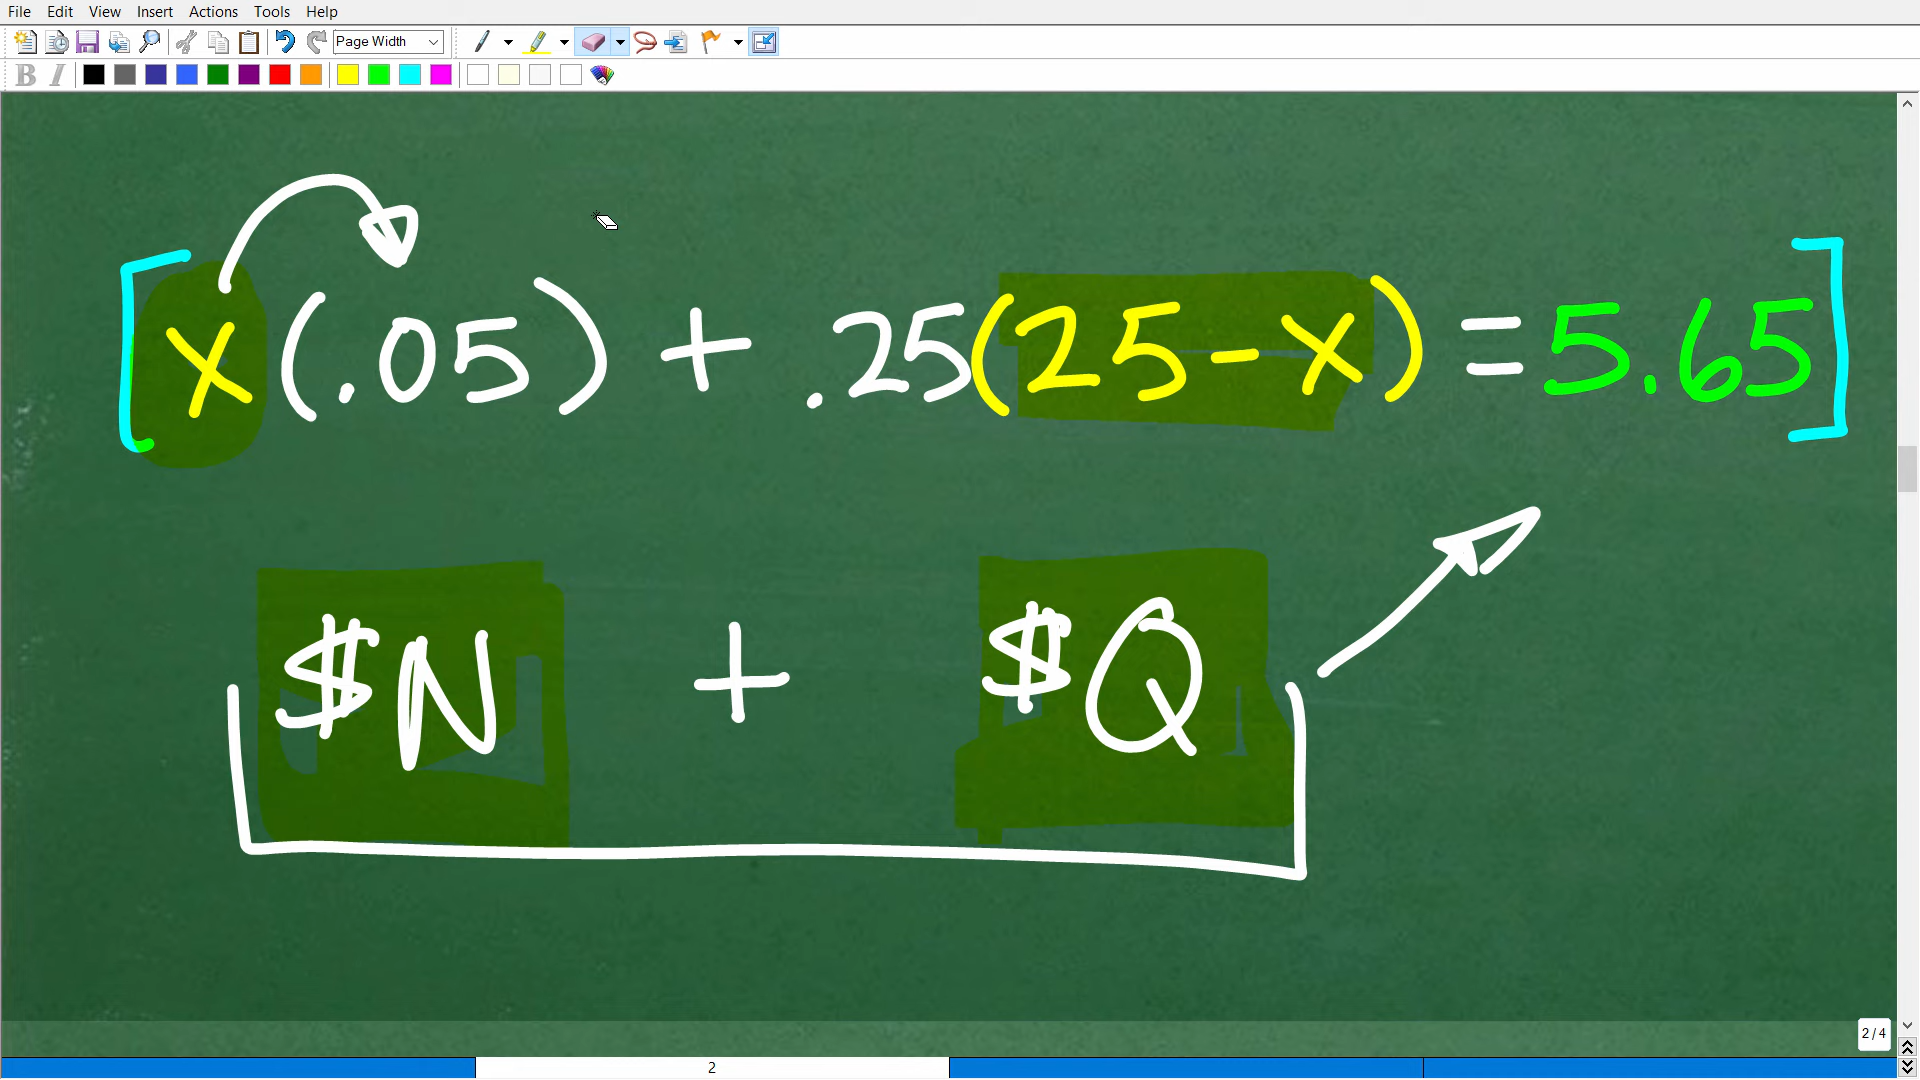 File Edit View Insert Actions Tools Help
Page Width
B I
[x(.05) + .25(25-x) = 5.65]
$N + $Q
2 / 4
2